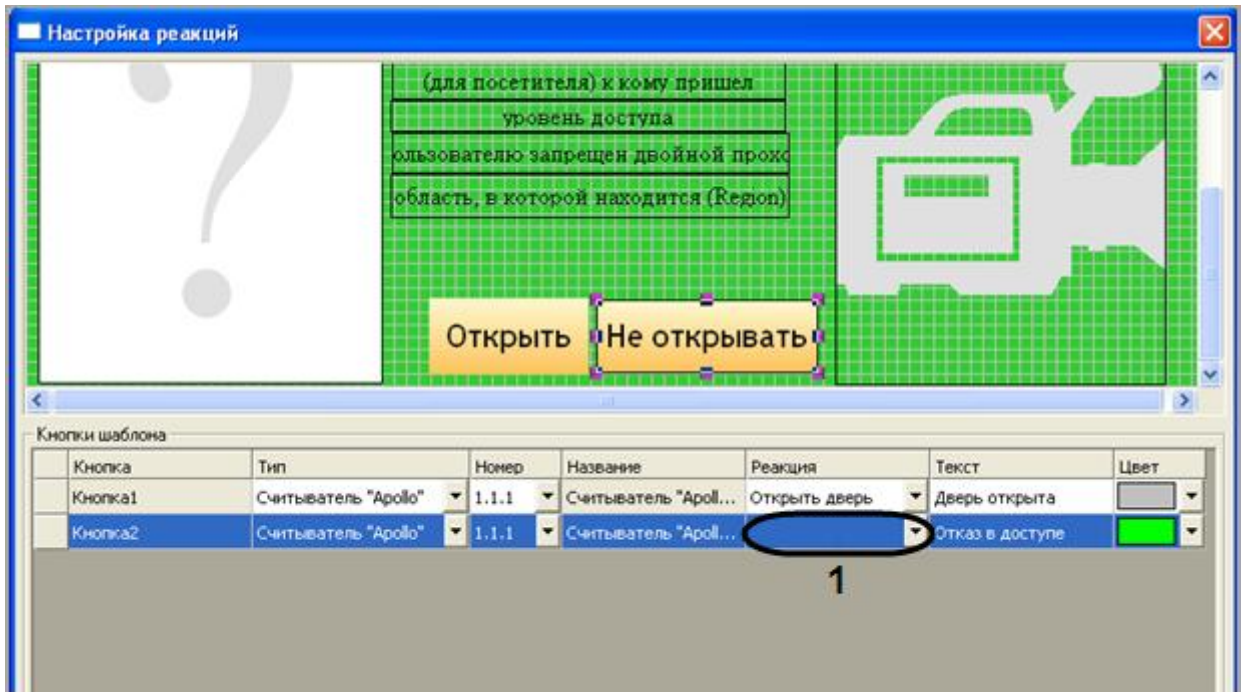 Настройка реакций
(для посетителя) к кому пришел
уровень доступа
ользователю запрещен двойной прохо
область, в которой находится (Region)
Открыть
Не открывать
Кнопки шаблона
Кнопка Тип Номер Название Реакция Текст Цвет
Кнопка1 Считыватель "Apollo" 1.1.1 Считыватель "Apoll... Открыть дверь Дверь открыта
Кнопка2 Считыватель "Apollo" 1.1.1 Считыватель "Apoll... Отказ в доступе
1